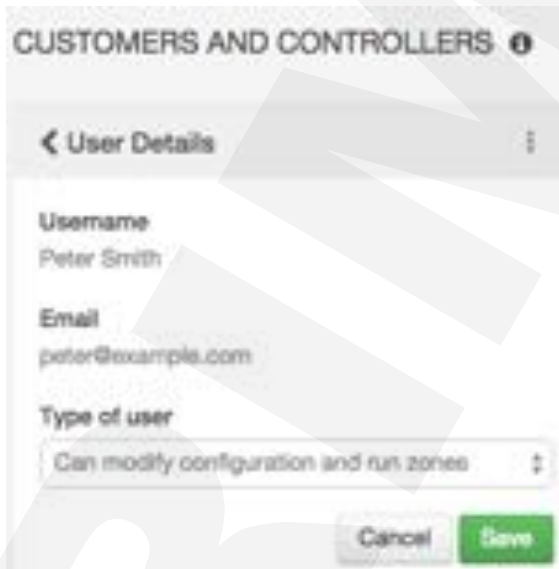 CUSTOMERS AND CONTROLLERS
User Details
Username
Peter Smith
Email
peter@example.com
Type of user
Can modify configuration and run zones
Cancel Save